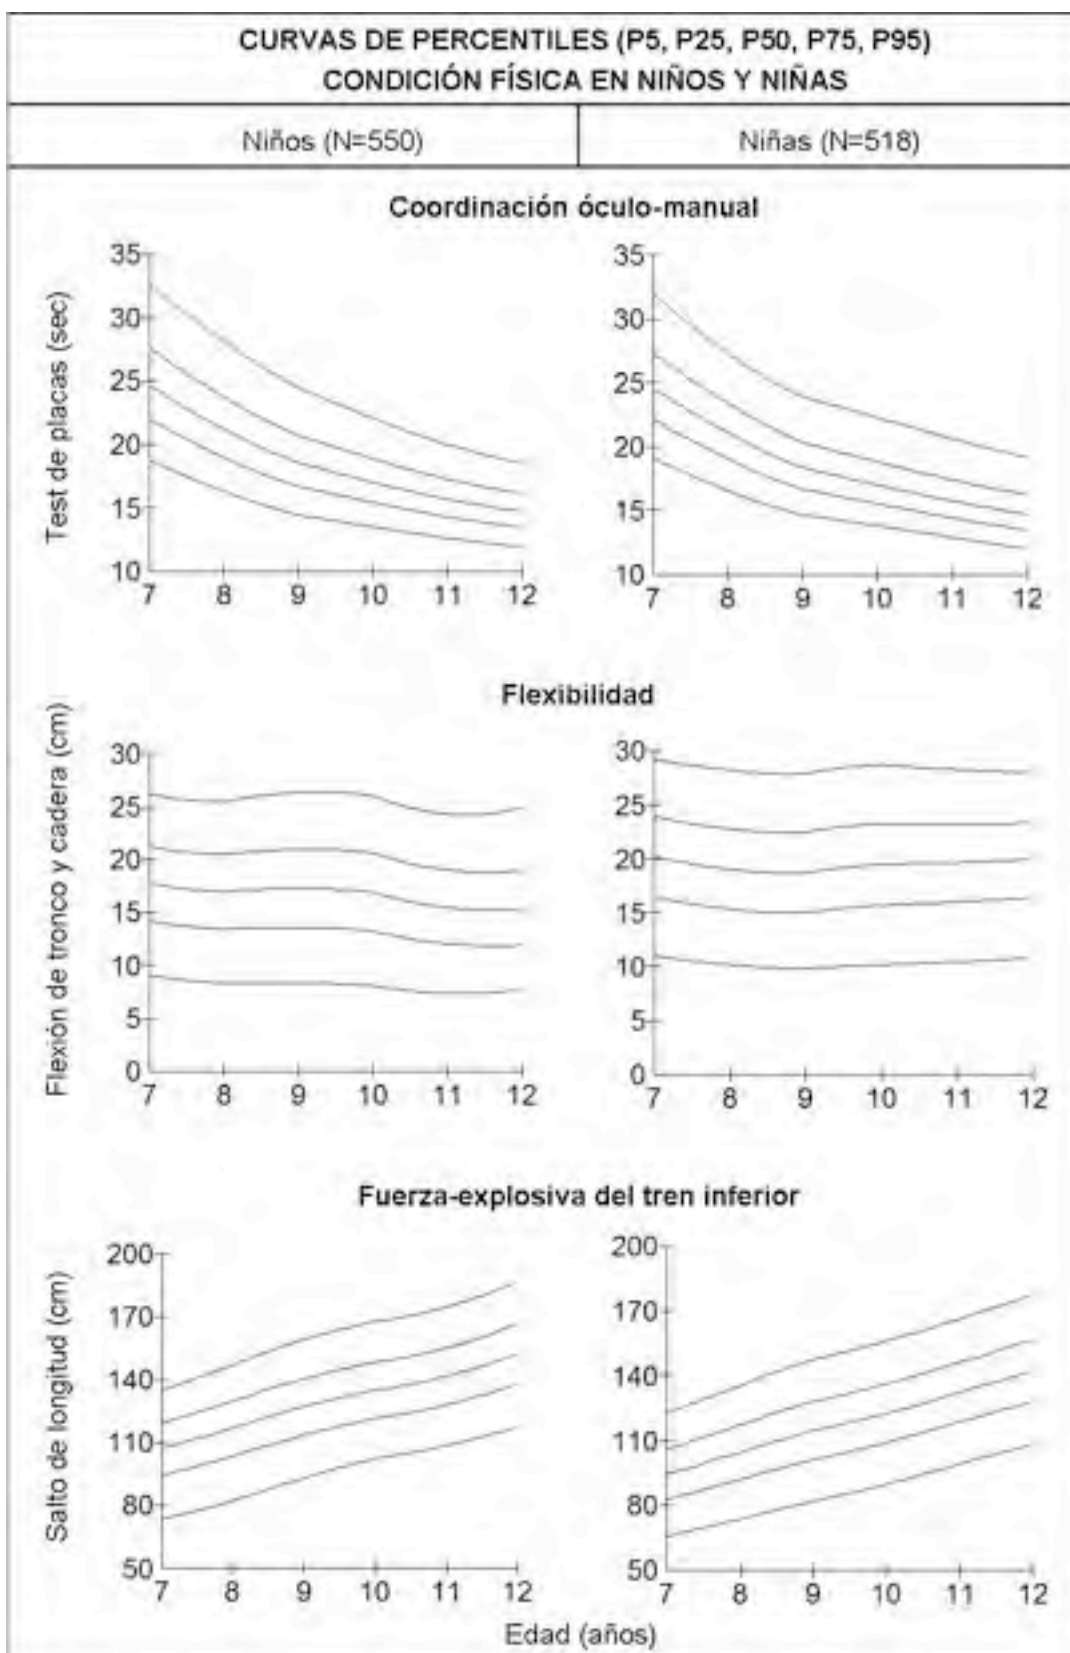 CURVAS DE PERCENTILES (P5, P25, P50, P75, P95)
CONDICIÓN FÍSICA EN NIÑOS Y NIÑAS
Niños (N=550) Niñas (N=518)
Coordinación óculo-manual
Test de placas (sec)
35
30
25
20
15
10
7 8 9 10 11 12
35
30
25
20
15
10
7 8 9 10 11 12
Flexibilidad
Flexión de tronco y cadera (cm)
30
25
20
15
10
5
0
7 8 9 10 11 12
30
25
20
15
10
5
0
7 8 9 10 11 12
Fuerza-explosiva del tren inferior
Salto de longitud (cm)
200
170
140
110
80
50
7 8 9 10 11 12
200
170
140
110
80
50
7 8 9 10 11 12
Edad (años)